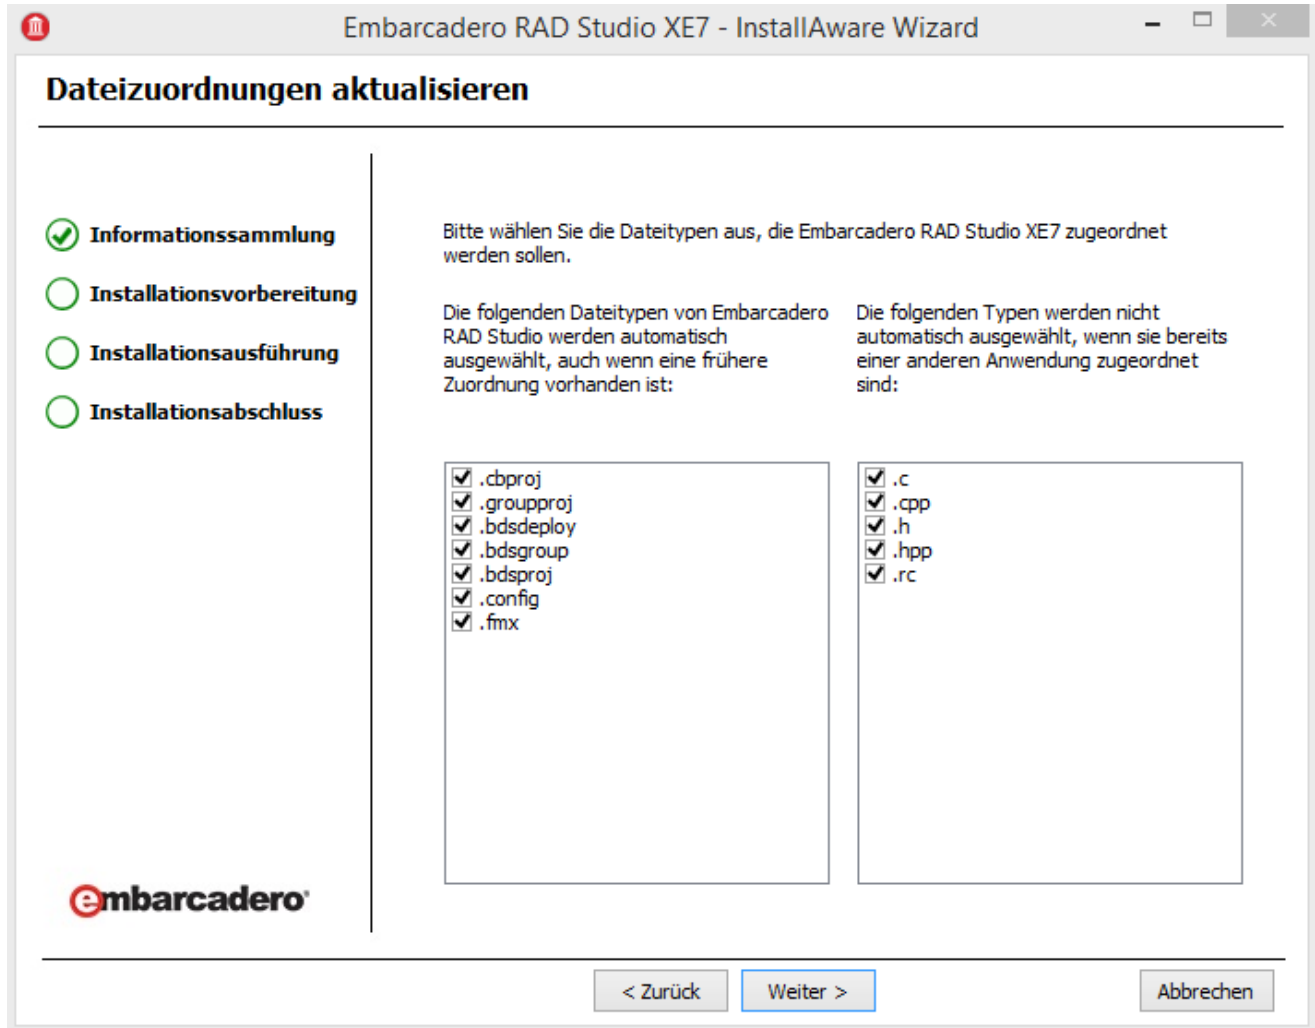 Embarcadero RAD Studio XE7 - InstallAware Wizard
Dateizuordnungen aktualisieren
Informationssammlung
Installationsvorbereitung
Installationsausführung
Installationsabschluss
Bitte wählen Sie die Dateitypen aus, die Embarcadero RAD Studio XE7 zugeordnet
werden sollen.
Die folgenden Dateitypen von Embarcadero
RAD Studio werden automatisch
ausgewählt, auch wenn eine frühere
Zuordnung vorhanden ist:
Die folgenden Typen werden nicht
automatisch ausgewählt, wenn sie bereits
einer anderen Anwendung zugeordnet
sind:
.cbproj
.groupproj
.bdsdeploy
.bdsgroup
.bdsproj
.config
.fmx
.c
.cpp
.h
.hpp
.rc
embarcadero
< Zurück
Weiter >
Abbrechen